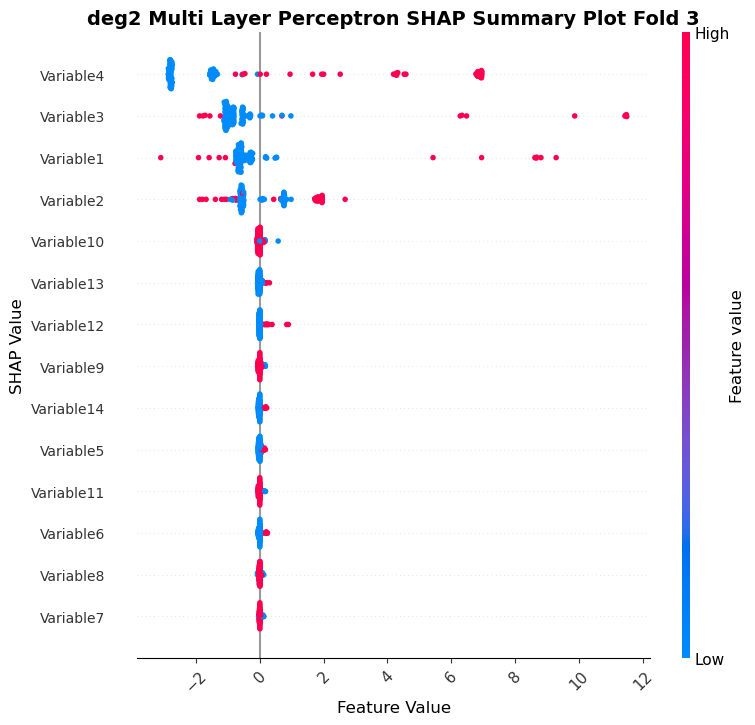 deg2 Multi Layer Perceptron SHAP Summary Plot Fold 3
High
Variable4
Variable3
Variable1
Variable2
Variable10
Variable13
Variable12
Variable9
Variable14
Variable5
Variable11
Variable6
Variable8
Variable7
SHAP Value
Feature value
Low
−2
0
2
4
6
8
10
12
Feature Value